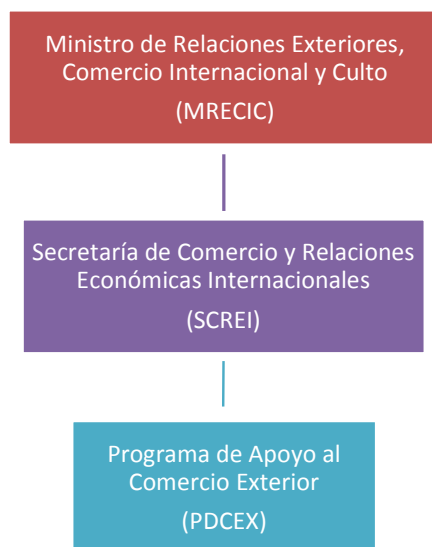 Ministro de Relaciones Exteriores,
Comercio Internacional y Culto
(MRECIC)
Secretaría de Comercio y Relaciones
Económicas Internacionales
(SCREI)
Programa de Apoyo al
Comercio Exterior
(PDCEX)